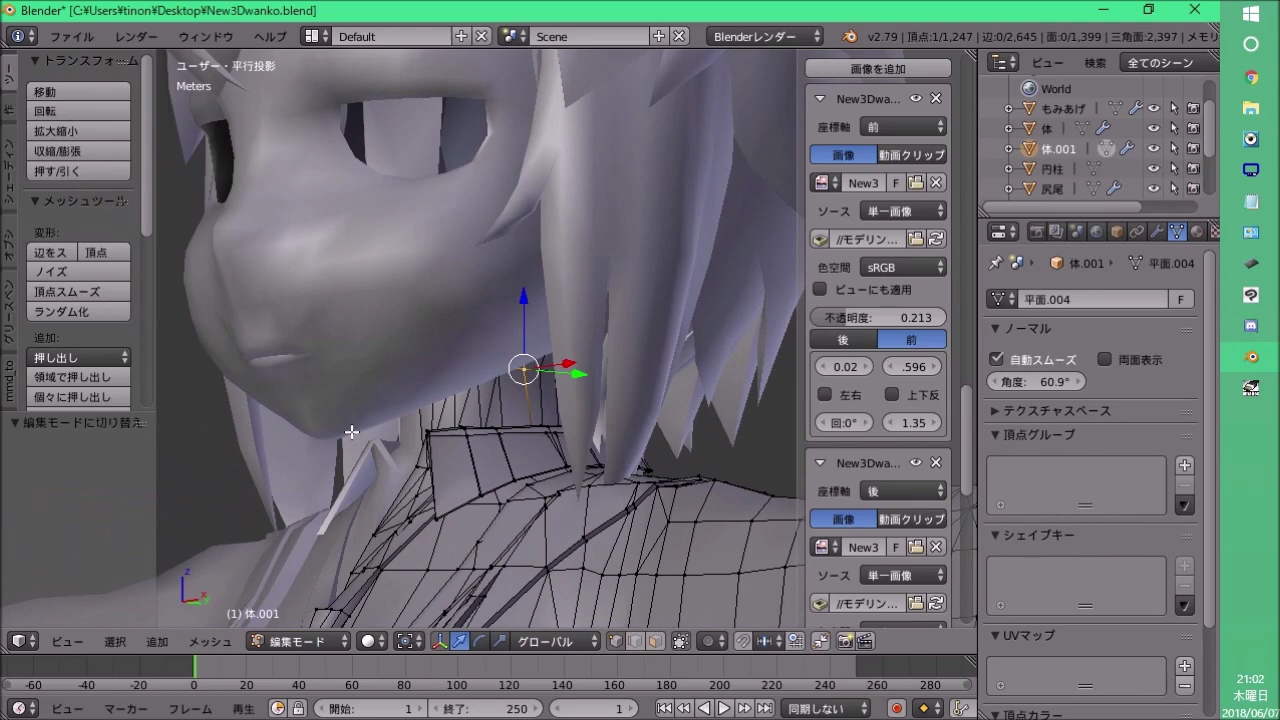 Blender* [C:¥Users¥tinon¥Desktop¥New3Dwanko.blend]
ファイル レンダー ウィンドウ ヘルプ Default Scene Blenderレンダー v2.79 | 頂点:1/1,247 | 辺:0/2,645 | 面:0/1,399 | 三角面:2,397 | メモリ
トランスフォーム
移動
回転
拡大縮小
収縮/膨張
押す/引く
メッシュツール
変形:
辺をス 頂点
ノイズ
頂点スムーズ
ランダム化
追加:
押し出し
領域で押し出し
個々に押し出し
編集モードに切り替え
mmd_to
ユーザー・平行投影
Meters
(1) 体.001
画像を追加
New3Dwa...
座標軸 前
画像 動画クリップ
New3 F
ソース 単一画像
//モデリン...
色空間 sRGB
ビューにも適用
不透明度: 0.213
後 前
0.02 .596
左右 上下反
回:0° 1.35
New3Dwa...
座標軸 後
画像 動画クリップ
New3 F
ソース 単一画像
//モデリン...
ビュー 検索 全てのシーン
World
もみあげ
体
体.001
円柱
尻尾
体.001 平面.004
平面.004 F
ノーマル
自動スムーズ 両面表示
角度: 60.9°
テクスチャスペース
頂点グループ
シェイプキー
UVマップ
頂点カラー
ビュー 選択 追加 メッシュ 編集モード グローバル
-60 -40 -20 0 20 40 60 80 100 120 140 160 180 200 220 240 260 280
ビュー マーカー フレーム 再生 開始: 1 終了: 250 1 同期しない
21:02
木曜日
2018/06/07